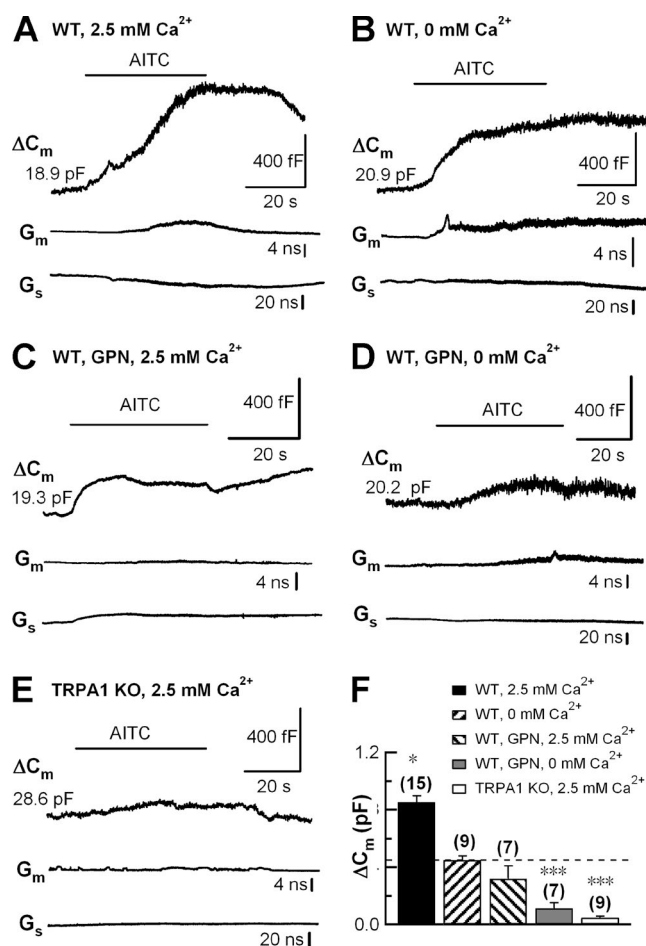 A WT, 2.5 mM Ca²⁺
AITC
ΔCₘ
18.9 pF
400 fF
20 s
Gₘ
4 ns
Gₛ
20 ns
B WT, 0 mM Ca²⁺
AITC
ΔCₘ
20.9 pF
400 fF
20 s
Gₘ
4 ns
Gₛ
20 ns
C WT, GPN, 2.5 mM Ca²⁺
AITC
400 fF
20 s
ΔCₘ
19.3 pF
Gₘ
4 ns
Gₛ
D WT, GPN, 0 mM Ca²⁺
AITC
400 fF
20 s
ΔCₘ
20.2 pF
Gₘ
4 ns
Gₛ
20 ns
E TRPA1 KO, 2.5 mM Ca²⁺
AITC
400 fF
20 s
ΔCₘ
28.6 pF
Gₘ
4 ns
Gₛ
20 ns
F
WT, 2.5 mM Ca²⁺
WT, 0 mM Ca²⁺
WT, GPN, 2.5 mM Ca²⁺
WT, GPN, 0 mM Ca²⁺
TRPA1 KO, 2.5 mM Ca²⁺
ΔCₘ (pF)
1.2
0.0
*
(15)
(9)
(7)
***
(7)
***
(9)